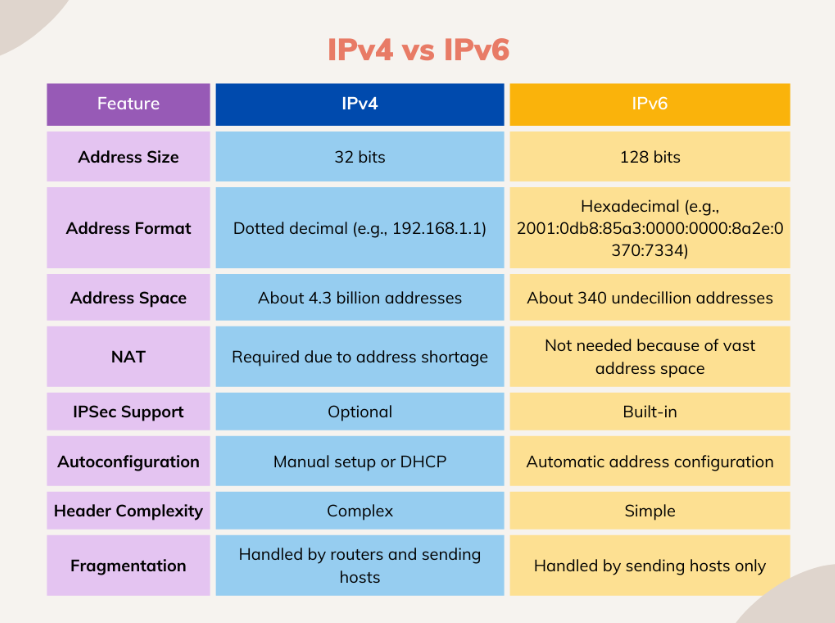 IPv4 vs IPv6
Feature
IPv4
IPv6
Address Size
32 bits
128 bits
Address Format
Dotted decimal (e.g., 192.168.1.1)
Hexadecimal (e.g.,
2001:0db8:85a3:0000:0000:8a2e:0
370:7334)
Address Space
About 4.3 billion addresses
About 340 undecillion addresses
NAT
Required due to address shortage
Not needed because of vast
address space
IPSec Support
Optional
Built-in
Autoconfiguration
Manual setup or DHCP
Automatic address configuration
Header Complexity
Complex
Simple
Fragmentation
Handled by routers and sending
hosts
Handled by sending hosts only